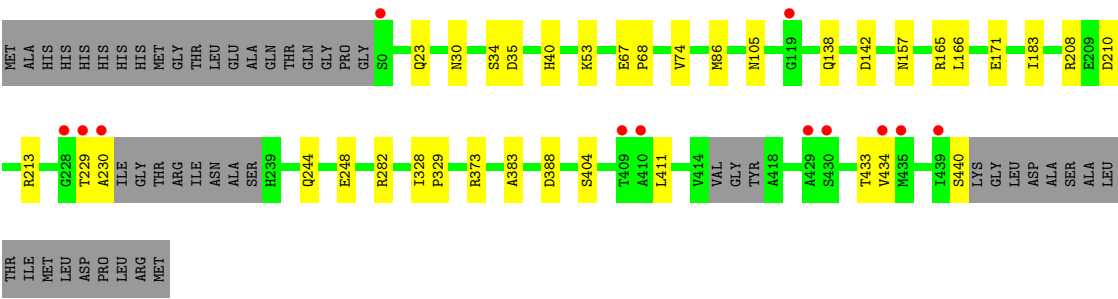 MET ALA HIS HIS HIS HIS HIS HIS MET GLY THR LEU GLU ALA GLN THR GLN GLY PRO GLY S0 Q23 N30 S34 D35 H40 K53 E67 P68 V74 M86 N105 G119 Q138 D142 N157 R165 L166 E171 I183 R208 E209 D210
R213 G228 T229 A230 ILE GLY THR ARG ILE ASN ALA SER H239 Q244 E248 R282 I328 P329 R373 A383 D388 S404 T409 A410 L411 V414 VAL GLY TYR A418 A429 S430 T433 V434 M435 I439 S440 LYS GLY LEU ASP ALA SER ALA LEU
THR ILE MET LEU ASP PRO LEU ARG MET